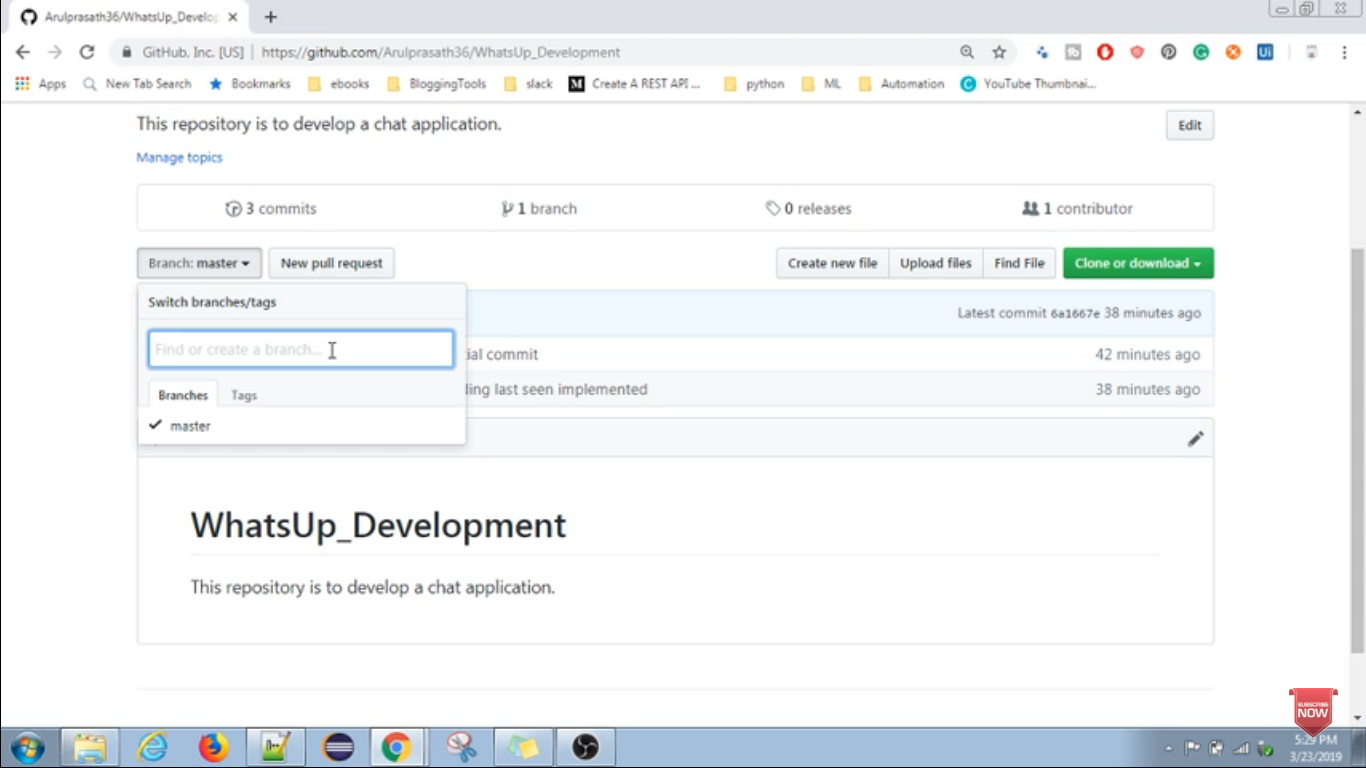 Arulprasath36/WhatsUp_Develop
GitHub, Inc. [US] | https://github.com/Arulprasath36/WhatsUp_Development
Apps New Tab Search Bookmarks ebooks BloggingTools slack M Create A REST API ... python ML Automation C YouTube Thumbnai...
Ui
This repository is to develop a chat application.
Edit
Manage topics
3 commits 1 branch 0 releases 1 contributor
Branch: master New pull request Create new file Upload files Find File Clone or download
Switch branches/tags
Latest commit 6a1667e 38 minutes ago
Find or create a branch...
ial commit 42 minutes ago
ding last seen implemented 38 minutes ago
Branches Tags
master
WhatsUp_Development
This repository is to develop a chat application.
SUBSCRIBE
NOW
5:29 PM
3/23/2019